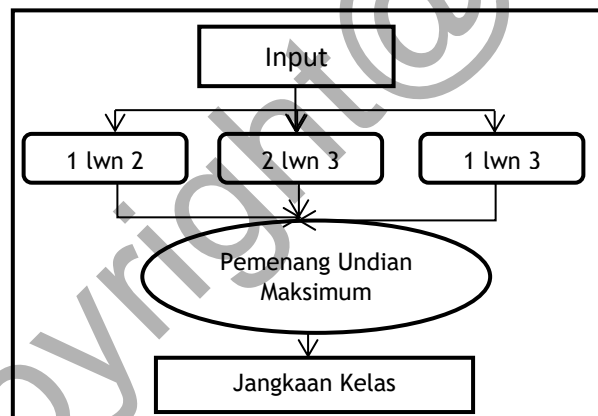 Input
1 lwn 2
2 lwn 3
1 lwn 3
Pemenang Undian
Maksimum
Jangkaan Kelas